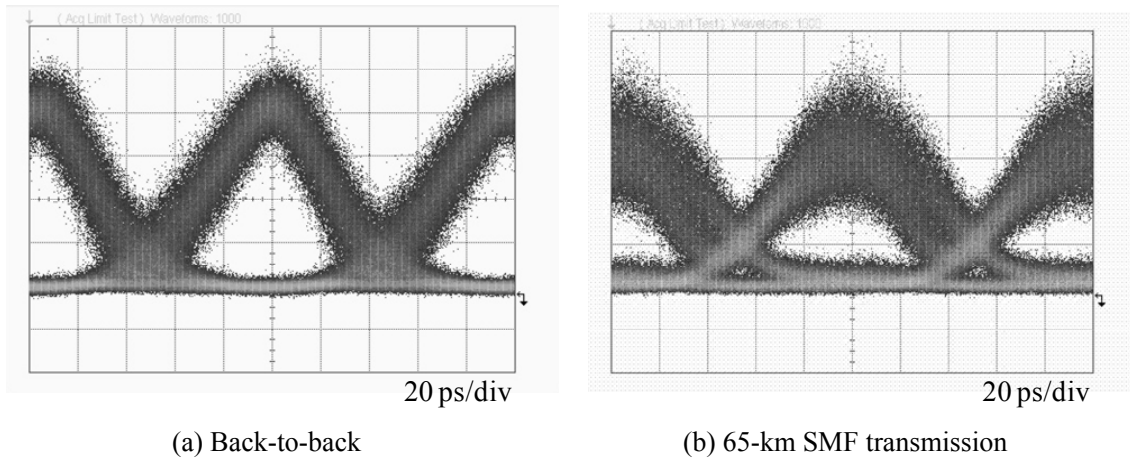 ( Acq Limit Test ) Waveforms: 1000
( Acq Limit Test ) Waveforms: 1000
20 ps/div
20 ps/div
(a) Back-to-back
(b) 65-km SMF transmission